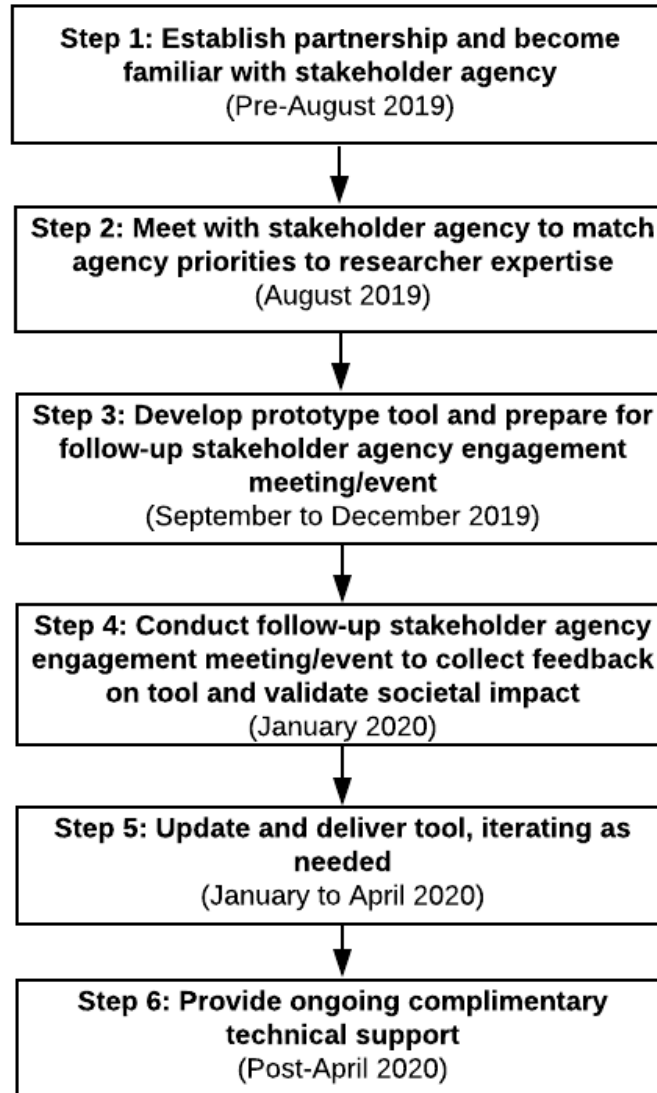 Step 1: Establish partnership and become
familiar with stakeholder agency
(Pre-August 2019)
Step 2: Meet with stakeholder agency to match
agency priorities to researcher expertise
(August 2019)
Step 3: Develop prototype tool and prepare for
follow-up stakeholder agency engagement
meeting/event
(September to December 2019)
Step 4: Conduct follow-up stakeholder agency
engagement meeting/event to collect feedback
on tool and validate societal impact
(January 2020)
Step 5: Update and deliver tool, iterating as
needed
(January to April 2020)
Step 6: Provide ongoing complimentary
technical support
(Post-April 2020)